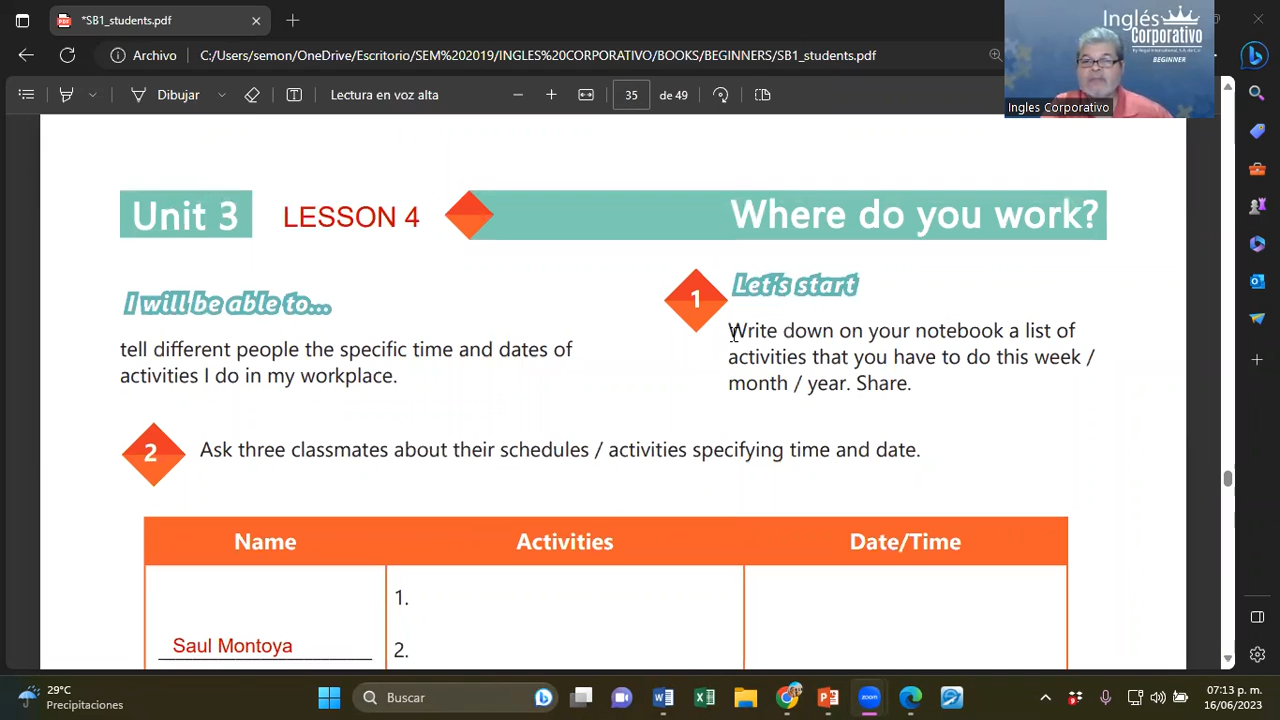 *SB1_students.pdf
Archivo
C:/Users/semon/OneDrive/Escritorio/SEM%202019/INGLES%20CORPORATIVO/BOOKS/BEGINNERS/SB1_students.pdf
Dibujar
Lectura en voz alta
35
de 49
Inglés
Corporativo
BEGINNER
Ingles Corporativo
Unit 3
LESSON 4
Where do you work?
I will be able to...
tell different people the specific time and dates of
activities I do in my workplace.
1
Let's start
Write down on your notebook a list of
activities that you have to do this week /
month / year. Share.
2
Ask three classmates about their schedules / activities specifying time and date.
Name
Activities
Date/Time
1.
Saul Montoya
2.
29°C
Precipitaciones
Buscar
07:13 p. m.
16/06/2023